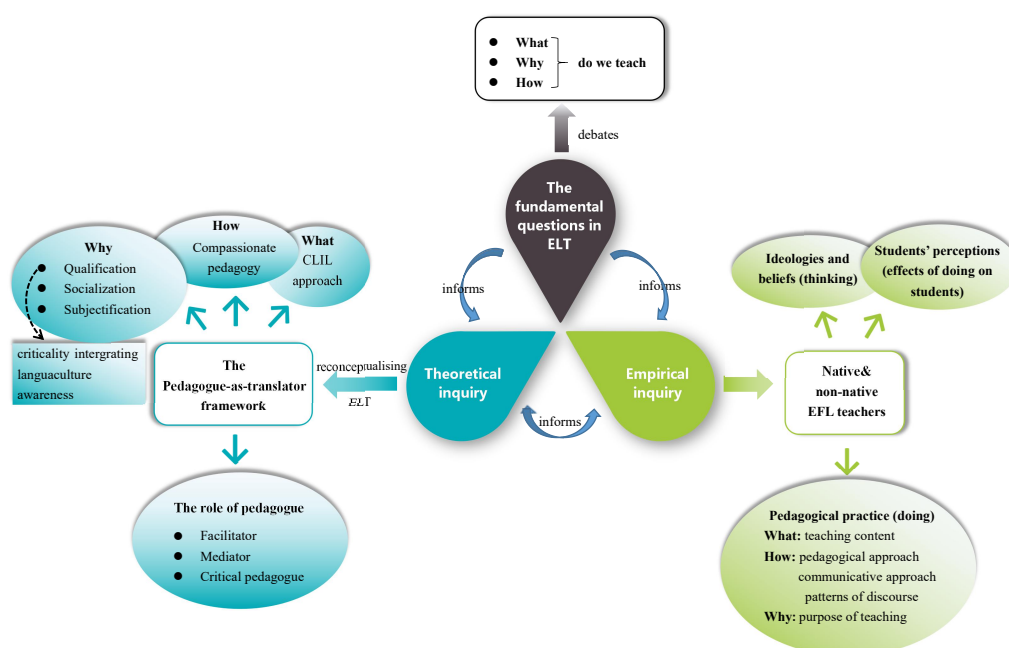 What
Why
How
do we teach
debates
The
fundamental
questions in
ELT
informs
informs
informs
Theoretical
inquiry
Empirical
inquiry
reconceptualising
ELT
The
Pedagogue-as-translator
framework
Why
Qualification
Socialization
Subjectification
How
Compassionate
pedagogy
What
CLIL
approach
criticality intergrating
languaculture
awareness
The role of pedagogue
Facilitator
Mediator
Critical pedagogue
Native&
non-native
EFL teachers
Ideologies and
beliefs (thinking)
Students' perceptions
(effects of doing on
students)
Pedagogical practice (doing)
What: teaching content
How: pedagogical approach
communicative approach
patterns of discourse
Why: purpose of teaching